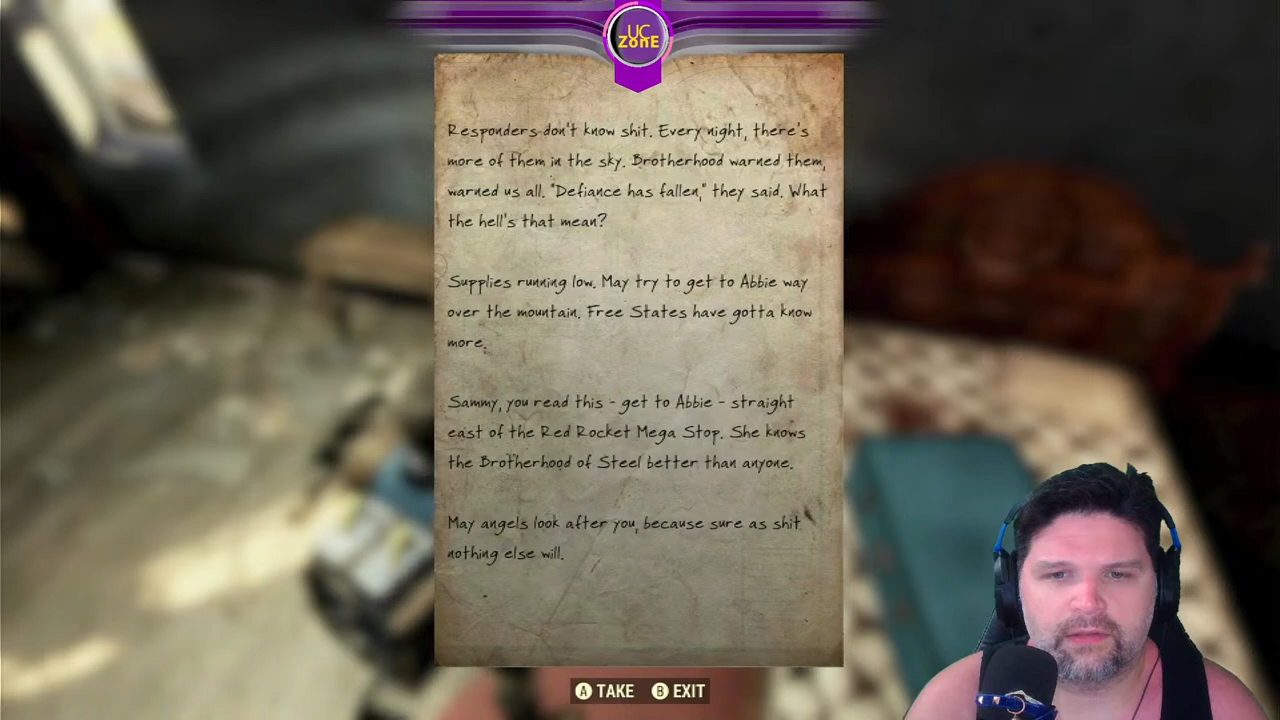 UC
ZonE
Responders don't know shit. Every night, there's
more of them in the sky. Brotherhood warned them,
warned us all. "Defiance has fallen," they said. What
the hell's that mean?
Supplies running low. May try to get to Abbie way
over the mountain. Free States have gotta know
more.
Sammy, you read this - get to Abbie - straight
east of the Red Rocket Mega Stop. She knows
the Brotherhood of Steel better than anyone.
May angels look after you, because sure as shit
nothing else will.
A TAKE B EXIT